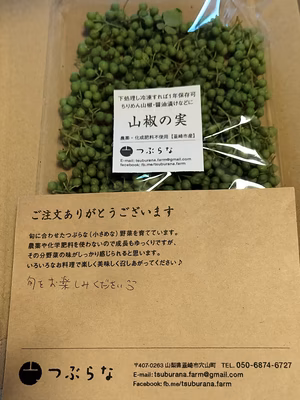 下処理し冷凍すれば1年保存可
ちりめん山椒・醤油漬けなどに
山椒の実
農薬・化成肥料不使用【韮崎市産】
つぶらな
E-mail: tsuburana.farm@gmail.com
facebook: fb.me/tsuburana.farm
ご注文ありがとうございます
旬に合わせたつぶらな（小さめな）野菜を育てています。
農薬や化学肥料を使わないので成長もゆっくりですが、
その分野菜の味がしっかり感じられると思います。
いろいろなお料理で楽しく美味しく召しあがってください♪
旬をお楽しみください
つぶらな
〒407-0263 山梨県韮崎市穴山町 TEL. 050-6874-6727
E-mail: tsuburana.farm@gmail.com
Facebook: fb.me/tsuburana.farm